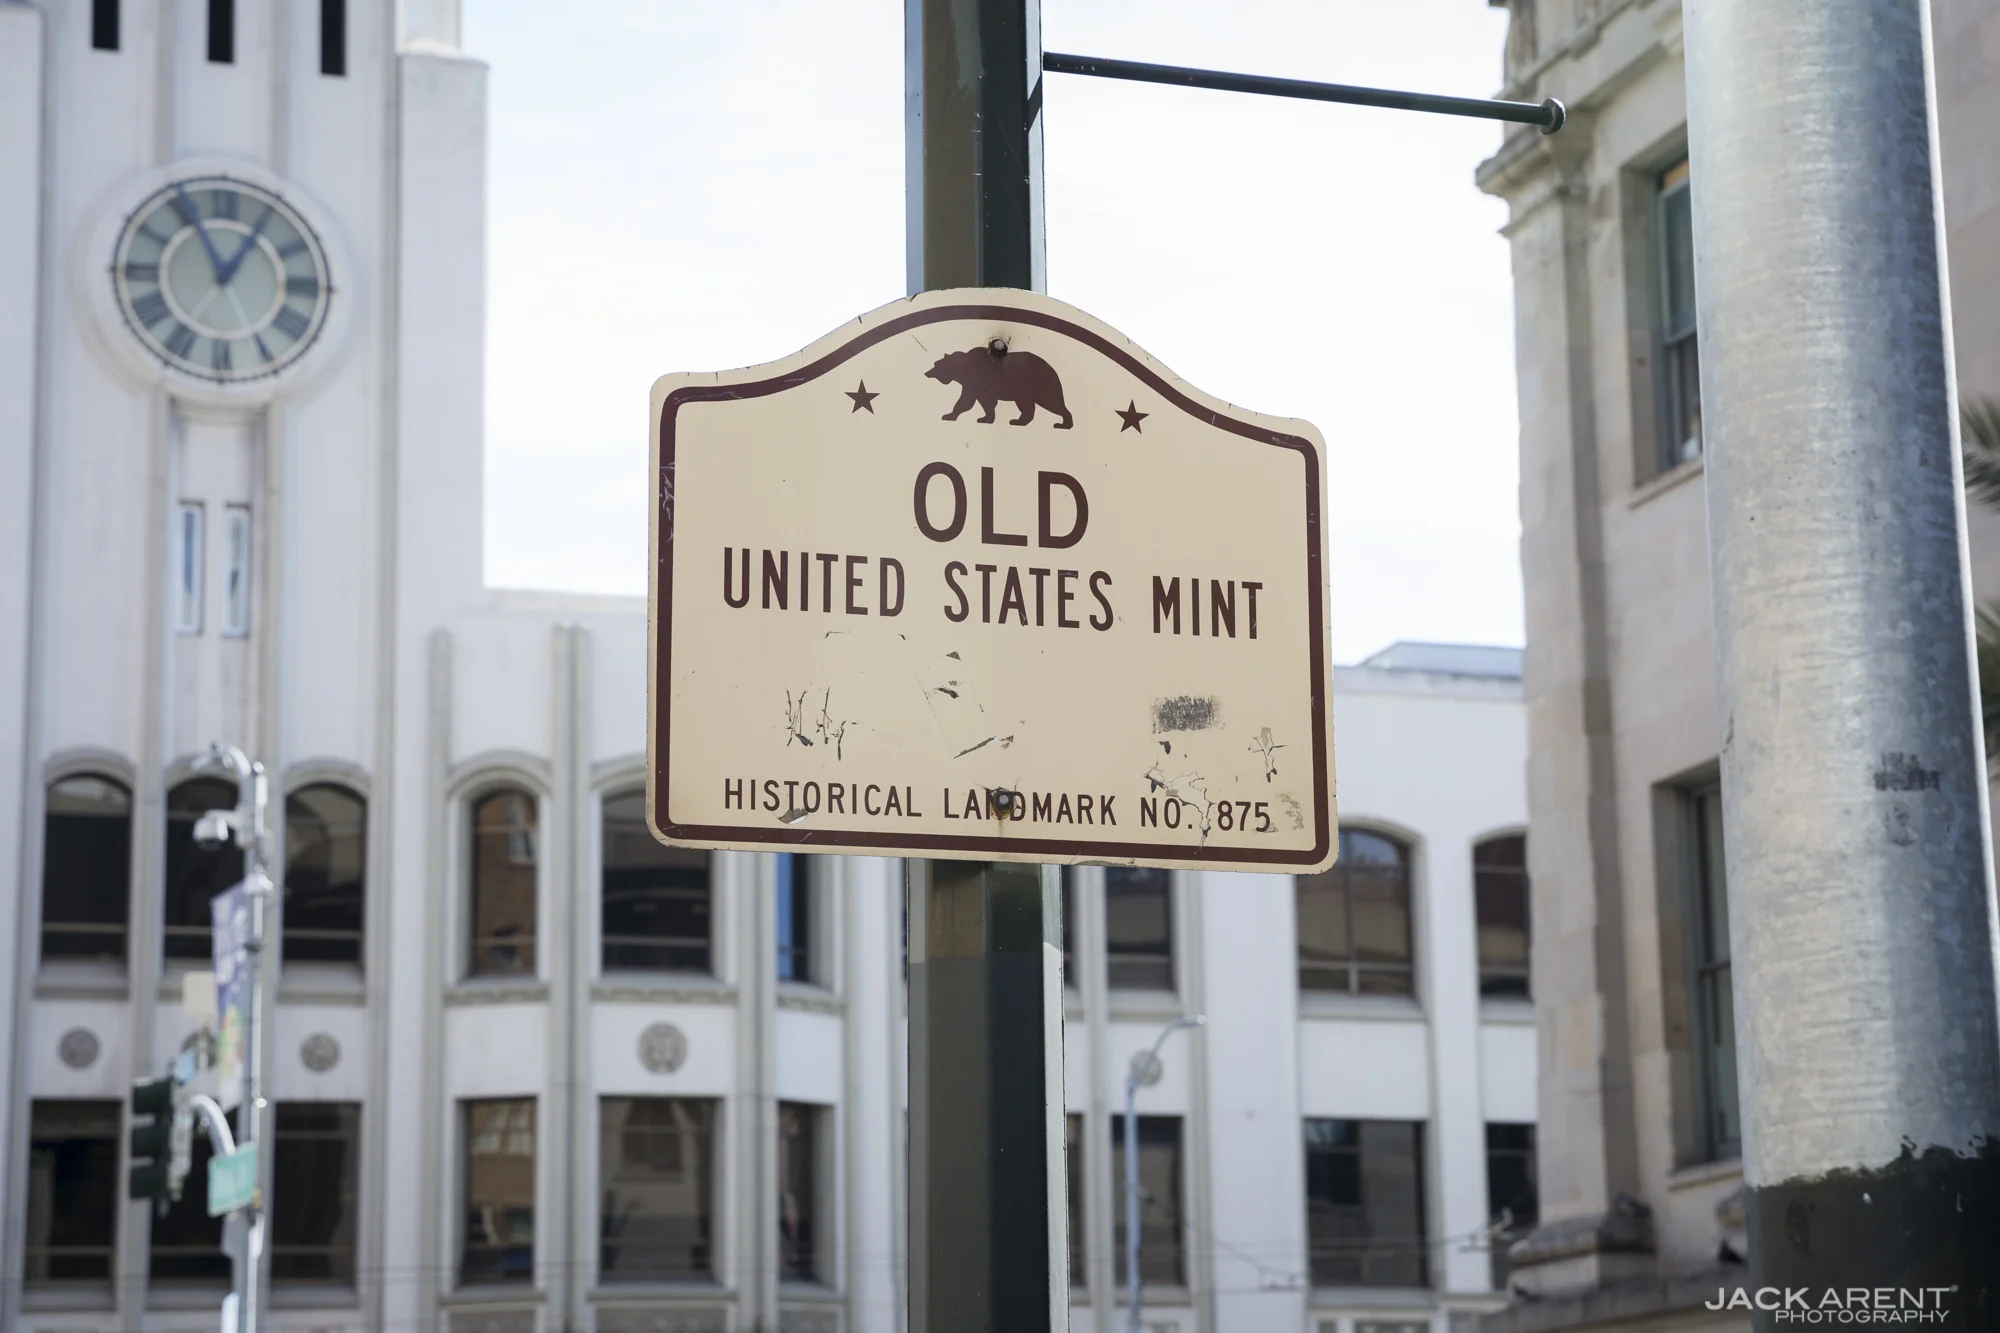 OLD
UNITED STATES MINT
HISTORICAL LANDMARK NO. 875
JACK ARENT
PHOTOGRAPHY